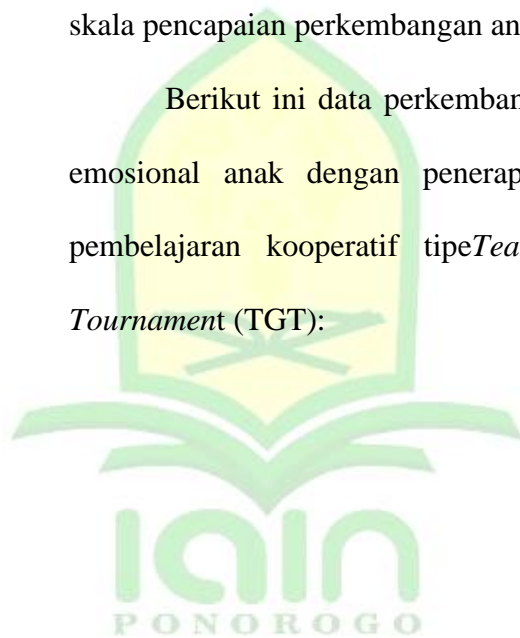 skala pencapaian perkembangan an
Berikut ini data perkemban
emosional anak dengan penerap
pembelajaran kooperatif tipeTea
Tournament (TGT):
iain
PONOROGO